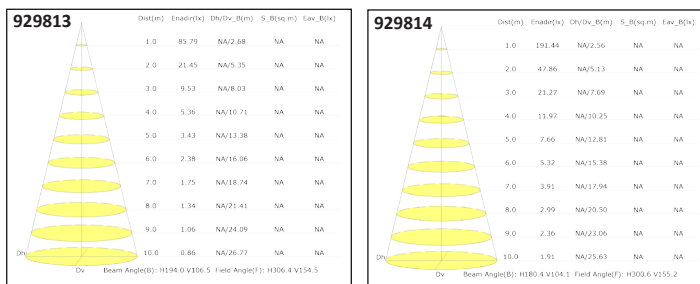 929813
Dist(m) Enadir(lx) Dh/Dv_B(m) S_B(sq.m) Eav_B(lx)
1.0 85.79 NA/2.68 NA NA
2.0 21.45 NA/5.35 NA NA
3.0 9.53 NA/8.03 NA NA
4.0 5.36 NA/10.71 NA NA
5.0 3.43 NA/13.38 NA NA
6.0 2.38 NA/16.06 NA NA
7.0 1.75 NA/18.74 NA NA
8.0 1.34 NA/21.41 NA NA
9.0 1.06 NA/24.09 NA NA
Dh 10.0 0.86 NA/26.77 NA NA
Dv Beam Angle(B): H194.0 V106.5 Field Angle(F): H306.4 V154.5
929814
Dist(m) Enadir(lx) Dh/Dv_B(m) S_B(sq.m) Eav_B(lx)
1.0 191.44 NA/2.56 NA NA
2.0 47.86 NA/5.13 NA NA
3.0 21.27 NA/7.69 NA NA
4.0 11.97 NA/10.25 NA NA
5.0 7.66 NA/12.81 NA NA
6.0 5.32 NA/15.38 NA NA
7.0 3.91 NA/17.94 NA NA
8.0 2.99 NA/20.50 NA NA
9.0 2.36 NA/23.06 NA NA
Dh 10.0 1.91 NA/25.63 NA NA
Dv Beam Angle(B): H180.4 V104.1 Field Angle(F): H300.6 V155.2